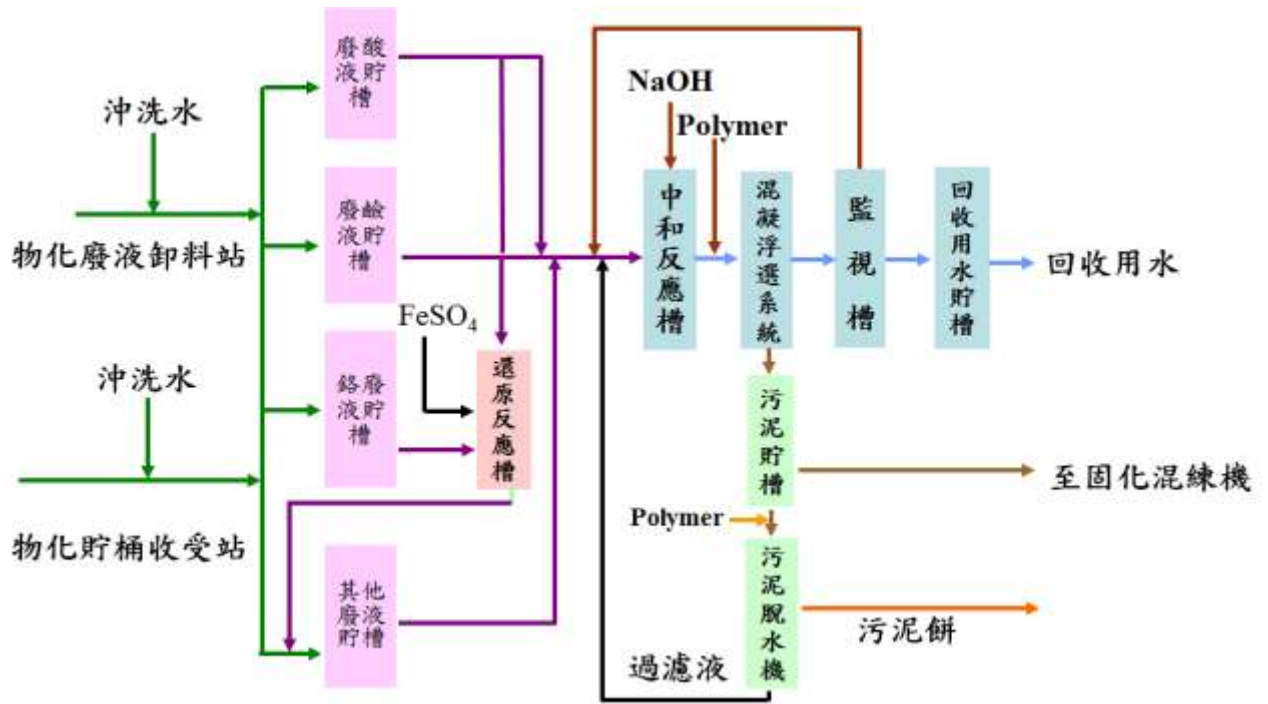 沖洗水
物化廢液卸料站
沖洗水
物化貯桶收受站
廢酸
液貯
槽
廢鹼
液貯
槽
鉻廢
液貯
槽
其他
廢液
貯槽
FeSO₄
還原反應槽
NaOH
Polymer
中和反應槽
混凝浮選系統
監視槽
回收用水貯槽
回收用水
污泥貯槽
至固化混練機
Polymer
污泥脫水機
污泥餅
過濾液